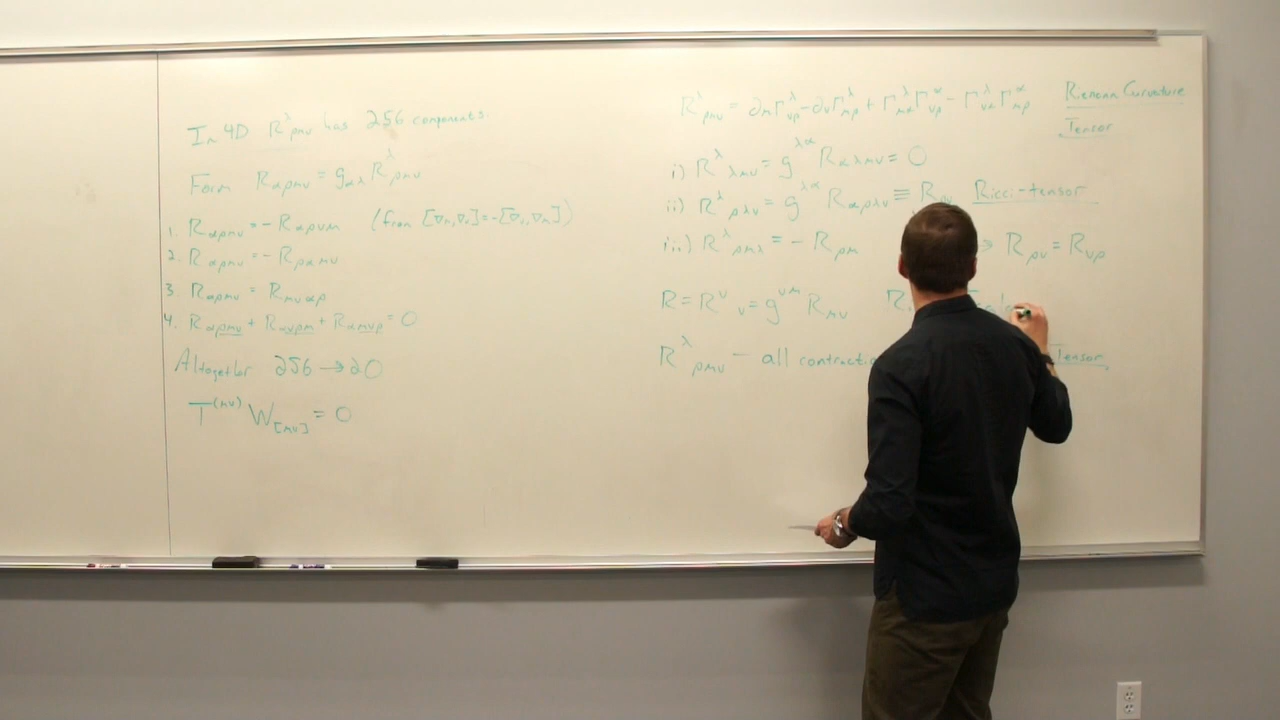 In 4D R^λ_ρμν has 256 components.
Form R_αρμν = g_αλ R^λ_ρμν
1. R_αρμν = - R_αρνμ (from [∇_μ,∇_ν]=-[∇_ν,∇_μ])
2. R_αρμν = - R_ραμν
3 R_αρμν = R_μναρ
4. R_αρμν + R_ανρμ + R_αμνρ = 0
Altogether 256 → 20
T^(μν) W_[μν] = 0
R^λ_ρμν = ∂_μ Γ^λ_νρ - ∂_ν Γ^λ_μρ + Γ^λ_μα Γ^α_νρ - Γ^λ_να Γ^α_μρ Riemann Curvature
Tensor
i) R^λ_λμν = g^λα R_αλμν = 0
ii) R^λ_ρλν = g^λα R_αρλν ≡ R_ρν Ricci-tensor
iii) R^λ_ρμλ = - R_ρμ → R_ρν = R_νρ
R = R^ν_ν = g^νμ R_μν
R^λ_ρμν - all Tensor